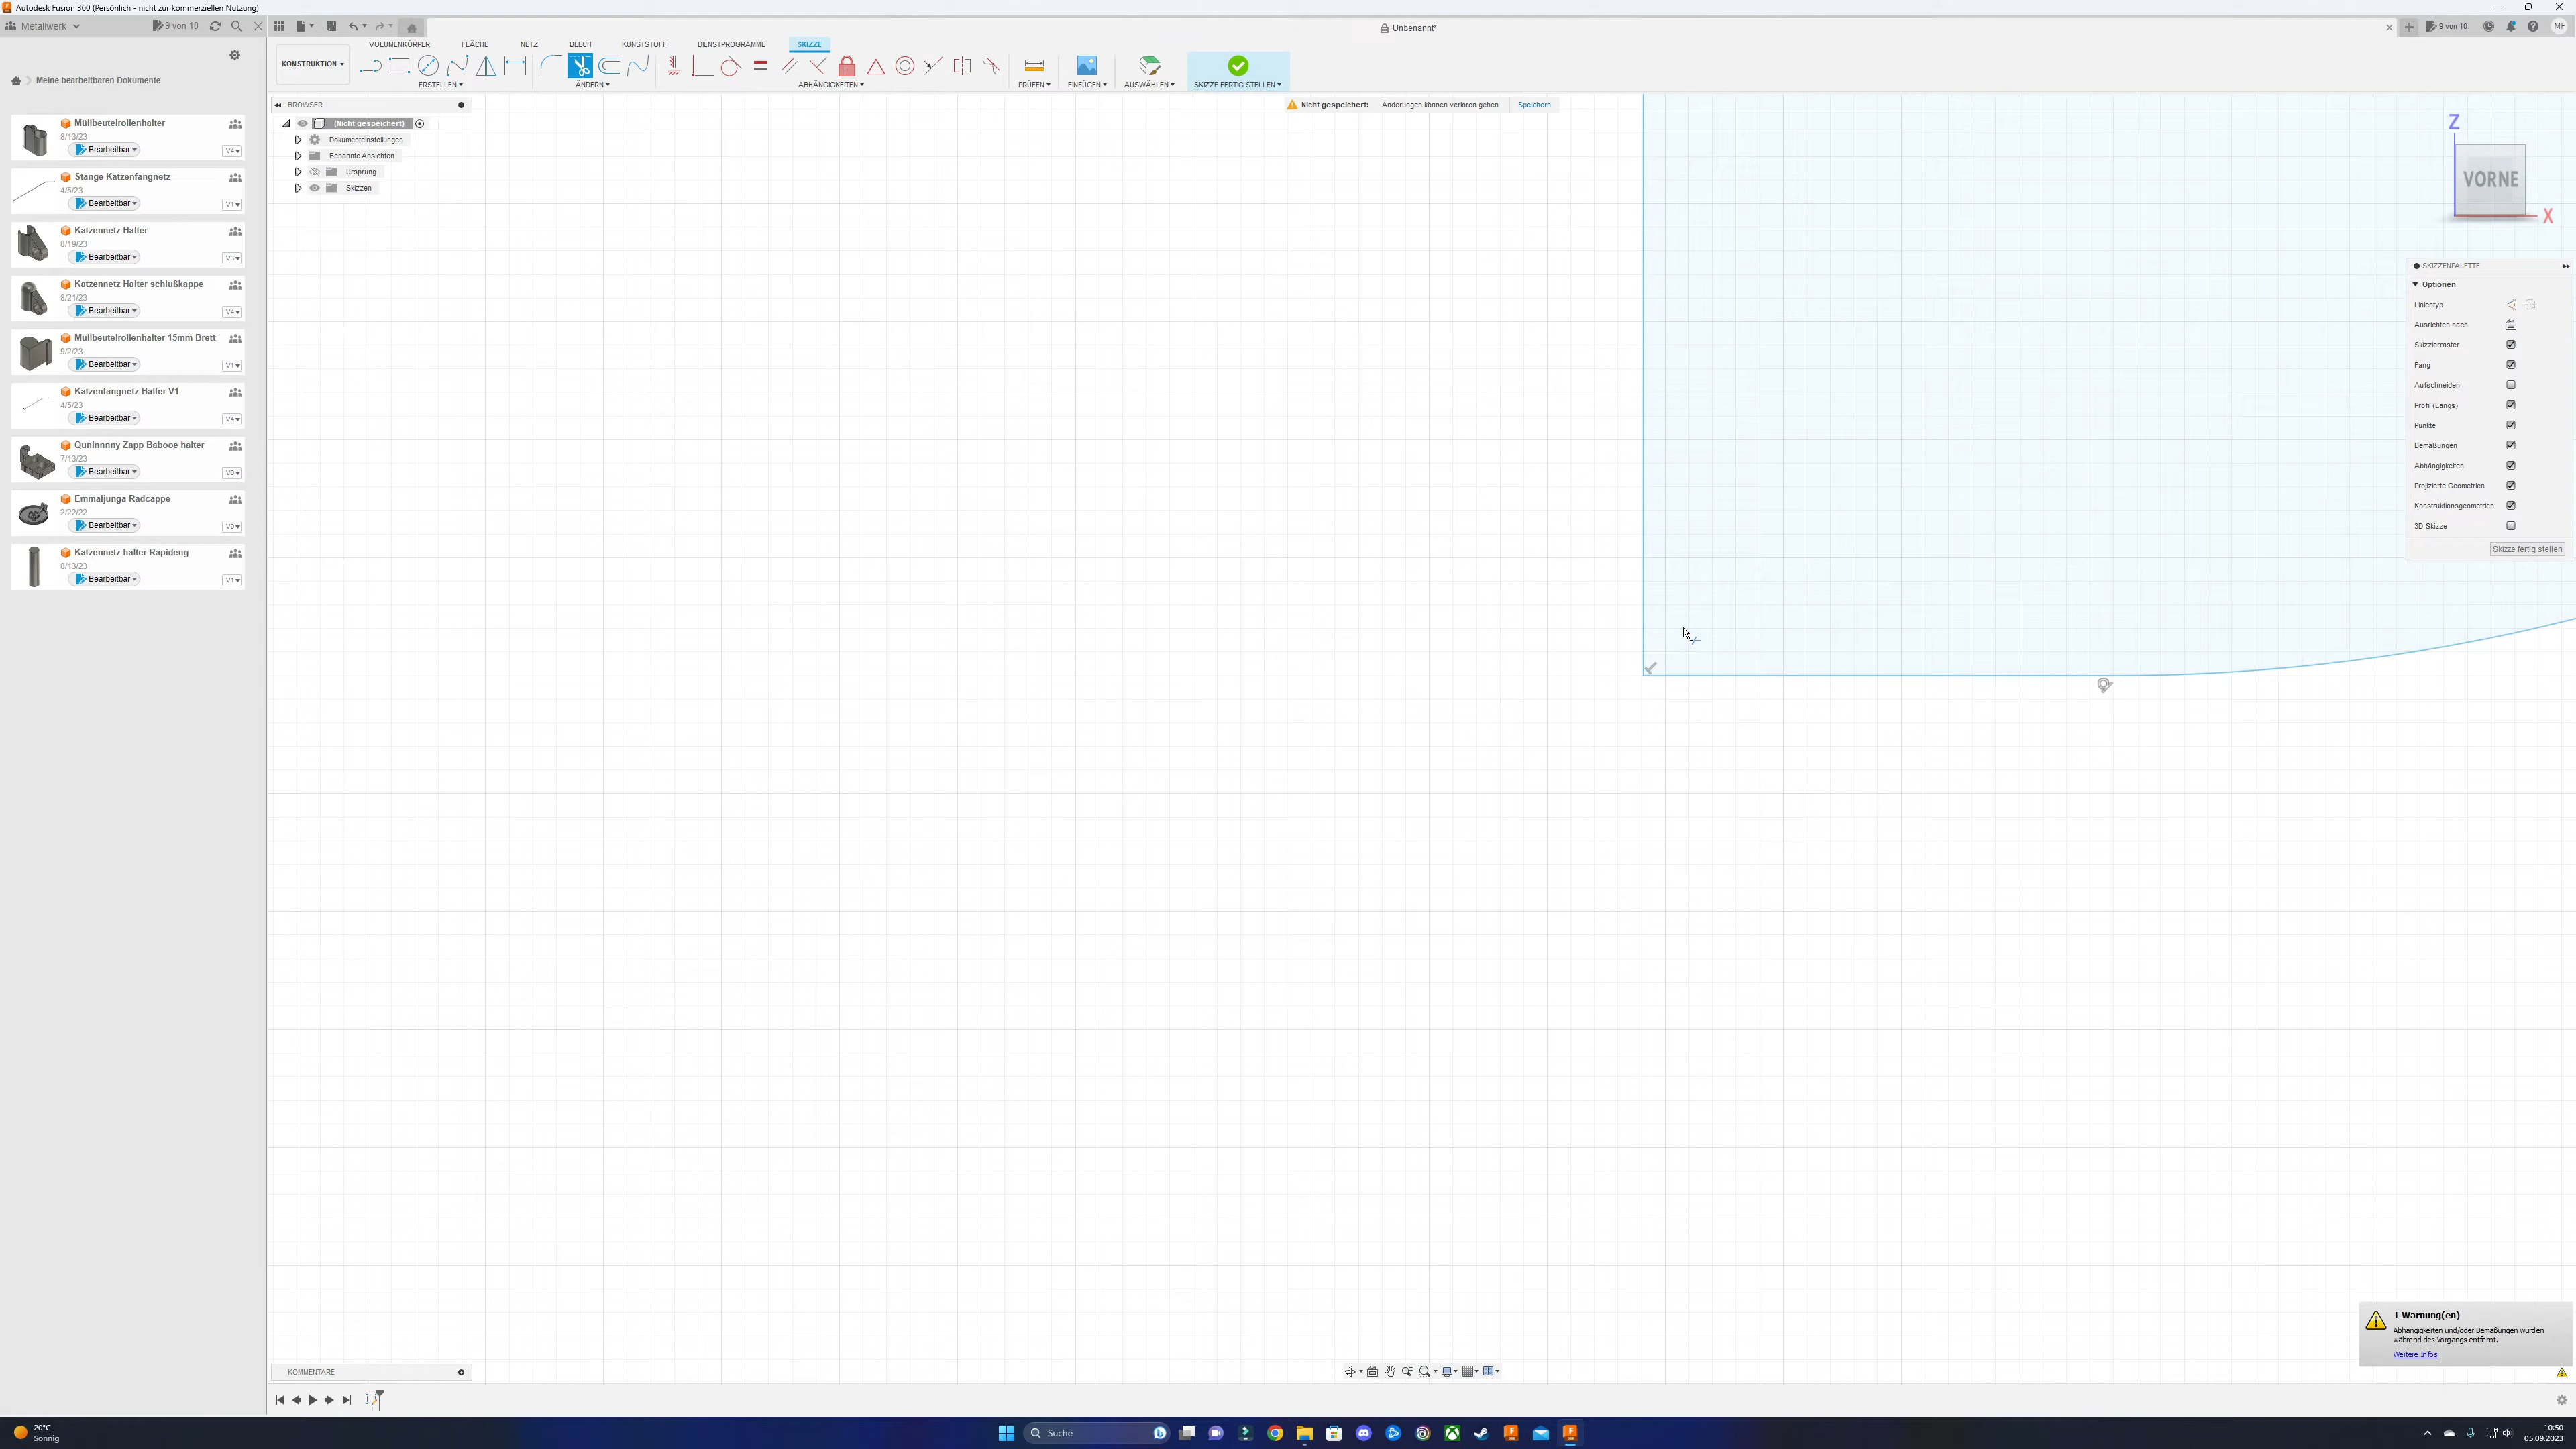 Autodesk Fusion 360 (Persönlich - nicht zur kommerziellen Nutzung)
Metallwerk
9 von 10
Unbenannt*
9 von 10
MF
Meine bearbeitbaren Dokumente
Müllbeutelrollenhalter
8/13/23
Bearbeitbar
V4
Stange Katzenfangnetz
4/5/23
Bearbeitbar
V1
Katzennetz Halter
8/19/23
Bearbeitbar
V3
Katzennetz Halter schlußkappe
8/21/23
Bearbeitbar
V4
Müllbeutelrollenhalter 15mm Brett
9/2/23
Bearbeitbar
V1
Katzenfangnetz Halter V1
4/5/23
Bearbeitbar
V4
Quninnnny Zapp Babooe halter
7/13/23
Bearbeitbar
V6
Emmaljunga Radcappe
2/22/22
Bearbeitbar
V9
Katzennetz halter Rapideng
8/13/23
Bearbeitbar
V1
KONSTRUKTION
VOLUMENKÖRPER FLÄCHE NETZ BLECH KUNSTSTOFF DIENSTPROGRAMME SKIZZE
ERSTELLEN ÄNDERN ABHÄNGIGKEITEN PRÜFEN EINFÜGEN AUSWÄHLEN SKIZZE FERTIG STELLEN
BROWSER
(Nicht gespeichert)
Dokumenteinstellungen
Benannte Ansichten
Ursprung
Skizzen
Nicht gespeichert: Änderungen können verloren gehen Speichern
Z
VORNE
X
SKIZZENPALETTE
Optionen
Linientyp
Ausrichten nach
Skizzierraster
Fang
Aufschneiden
Profil (Längs)
Punkte
Bemaßungen
Abhängigkeiten
Projizierte Geometrien
Konstruktionsgeometrien
3D-Skizze
Skizze fertig stellen
1 Warnung(en)
Abhängigkeiten und/oder Bemaßungen wurden
während des Vorgangs entfernt.
Weitere Infos
KOMMENTARE
20°C
Sonnig
Suche
10:50
05.09.2023